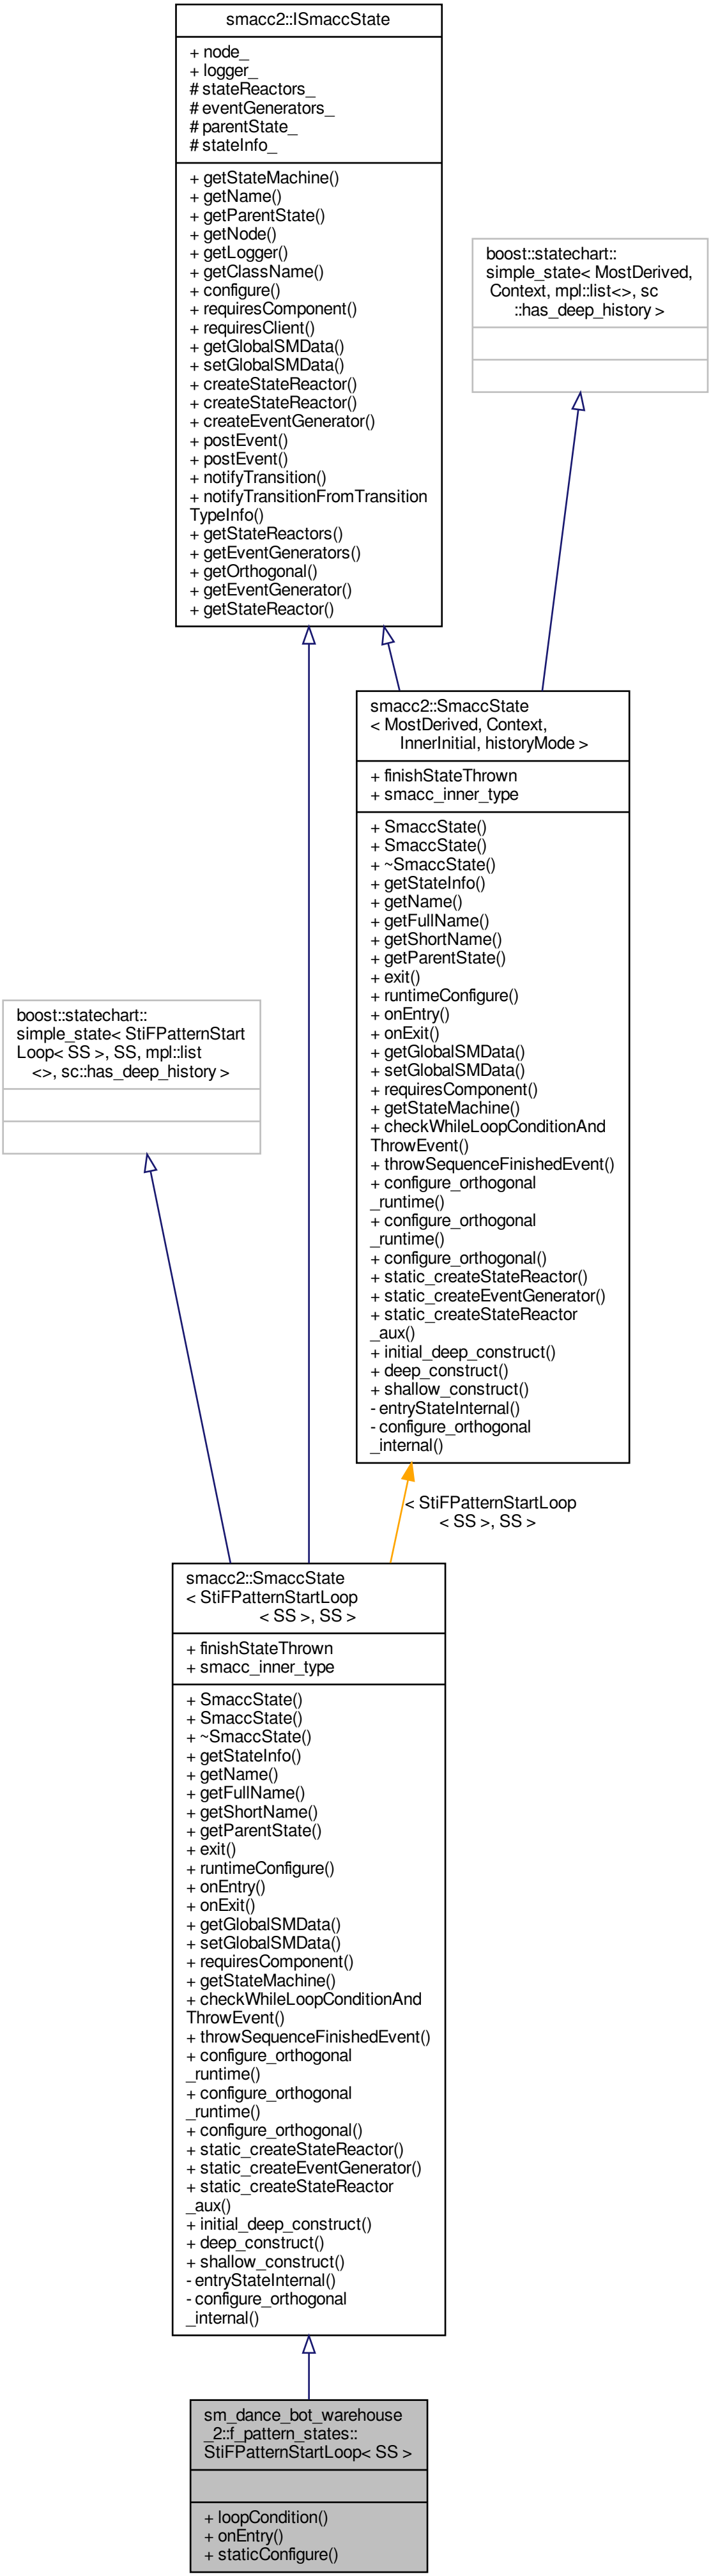 smacc2::ISmaccState
+ node_
+ logger_
# stateReactors_
# eventGenerators_
# parentState_
# stateInfo_
+ getStateMachine()
+ getName()
+ getParentState()
+ getNode()
+ getLogger()
+ getClassName()
+ configure()
+ requiresComponent()
+ requiresClient()
+ getGlobalSMData()
+ setGlobalSMData()
+ createStateReactor()
+ createStateReactor()
+ createEventGenerator()
+ postEvent()
+ postEvent()
+ notifyTransition()
+ notifyTransitionFromTransition
TypeInfo()
+ getStateReactors()
+ getEventGenerators()
+ getOrthogonal()
+ getEventGenerator()
+ getStateReactor()
boost::statechart::
simple_state< MostDerived,
Context, mpl::list<>, sc
::has_deep_history >
smacc2::SmaccState
< MostDerived, Context,
InnerInitial, historyMode >
+ finishStateThrown
+ smacc_inner_type
+ SmaccState()
+ SmaccState()
+ ~SmaccState()
+ getStateInfo()
+ getName()
+ getFullName()
+ getShortName()
+ getParentState()
+ exit()
+ runtimeConfigure()
+ onEntry()
+ onExit()
+ getGlobalSMData()
+ setGlobalSMData()
+ requiresComponent()
+ getStateMachine()
+ checkWhileLoopConditionAnd
ThrowEvent()
+ throwSequenceFinishedEvent()
+ configure_orthogonal
_runtime()
+ configure_orthogonal
_runtime()
+ configure_orthogonal()
+ static_createStateReactor()
+ static_createEventGenerator()
+ static_createStateReactor
_aux()
+ initial_deep_construct()
+ deep_construct()
+ shallow_construct()
- entryStateInternal()
- configure_orthogonal
_internal()
boost::statechart::
simple_state< StiFPatternStart
Loop< SS >, SS, mpl::list
<>, sc::has_deep_history >
< StiFPatternStartLoop
< SS >, SS >
smacc2::SmaccState
< StiFPatternStartLoop
< SS >, SS >
+ finishStateThrown
+ smacc_inner_type
+ SmaccState()
+ SmaccState()
+ ~SmaccState()
+ getStateInfo()
+ getName()
+ getFullName()
+ getShortName()
+ getParentState()
+ exit()
+ runtimeConfigure()
+ onEntry()
+ onExit()
+ getGlobalSMData()
+ setGlobalSMData()
+ requiresComponent()
+ getStateMachine()
+ checkWhileLoopConditionAnd
ThrowEvent()
+ throwSequenceFinishedEvent()
+ configure_orthogonal
_runtime()
+ configure_orthogonal
_runtime()
+ configure_orthogonal()
+ static_createStateReactor()
+ static_createEventGenerator()
+ static_createStateReactor
_aux()
+ initial_deep_construct()
+ deep_construct()
+ shallow_construct()
- entryStateInternal()
- configure_orthogonal
_internal()
sm_dance_bot_warehouse
_2::f_pattern_states::
StiFPatternStartLoop< SS >
+ loopCondition()
+ onEntry()
+ staticConfigure()